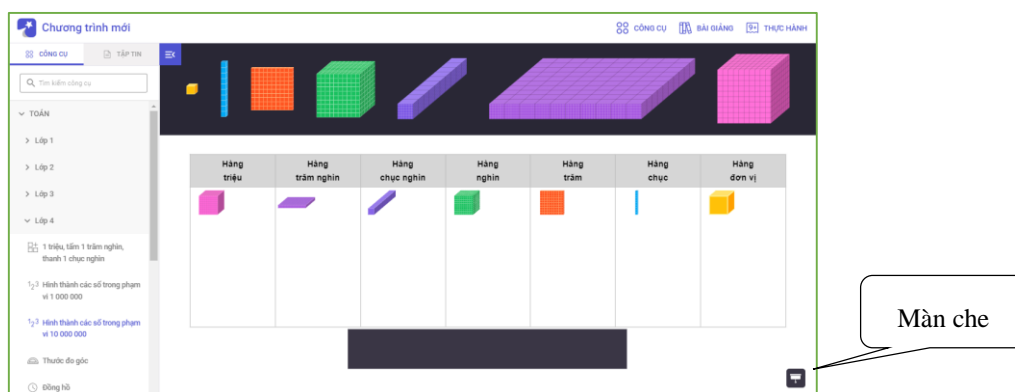 Chương trình mới
CÔNG CỤ
BÀI GIẢNG
THỰC HÀNH
CÔNG CỤ
TẬP TIN
Tìm kiếm công cụ
TOÁN
Lớp 1
Lớp 2
Lớp 3
Lớp 4
1 triệu, tấm 1 trăm nghìn,
thanh 1 chục nghìn
Hình thành các số trong phạm
vi 1 000 000
Hình thành các số trong phạm
vi 10 000 000
Thước đo góc
Đồng hồ
Hàng
triệu
Hàng
trăm nghìn
Hàng
chục nghìn
Hàng
nghìn
Hàng
trăm
Hàng
chục
Hàng
đơn vị
Màn che